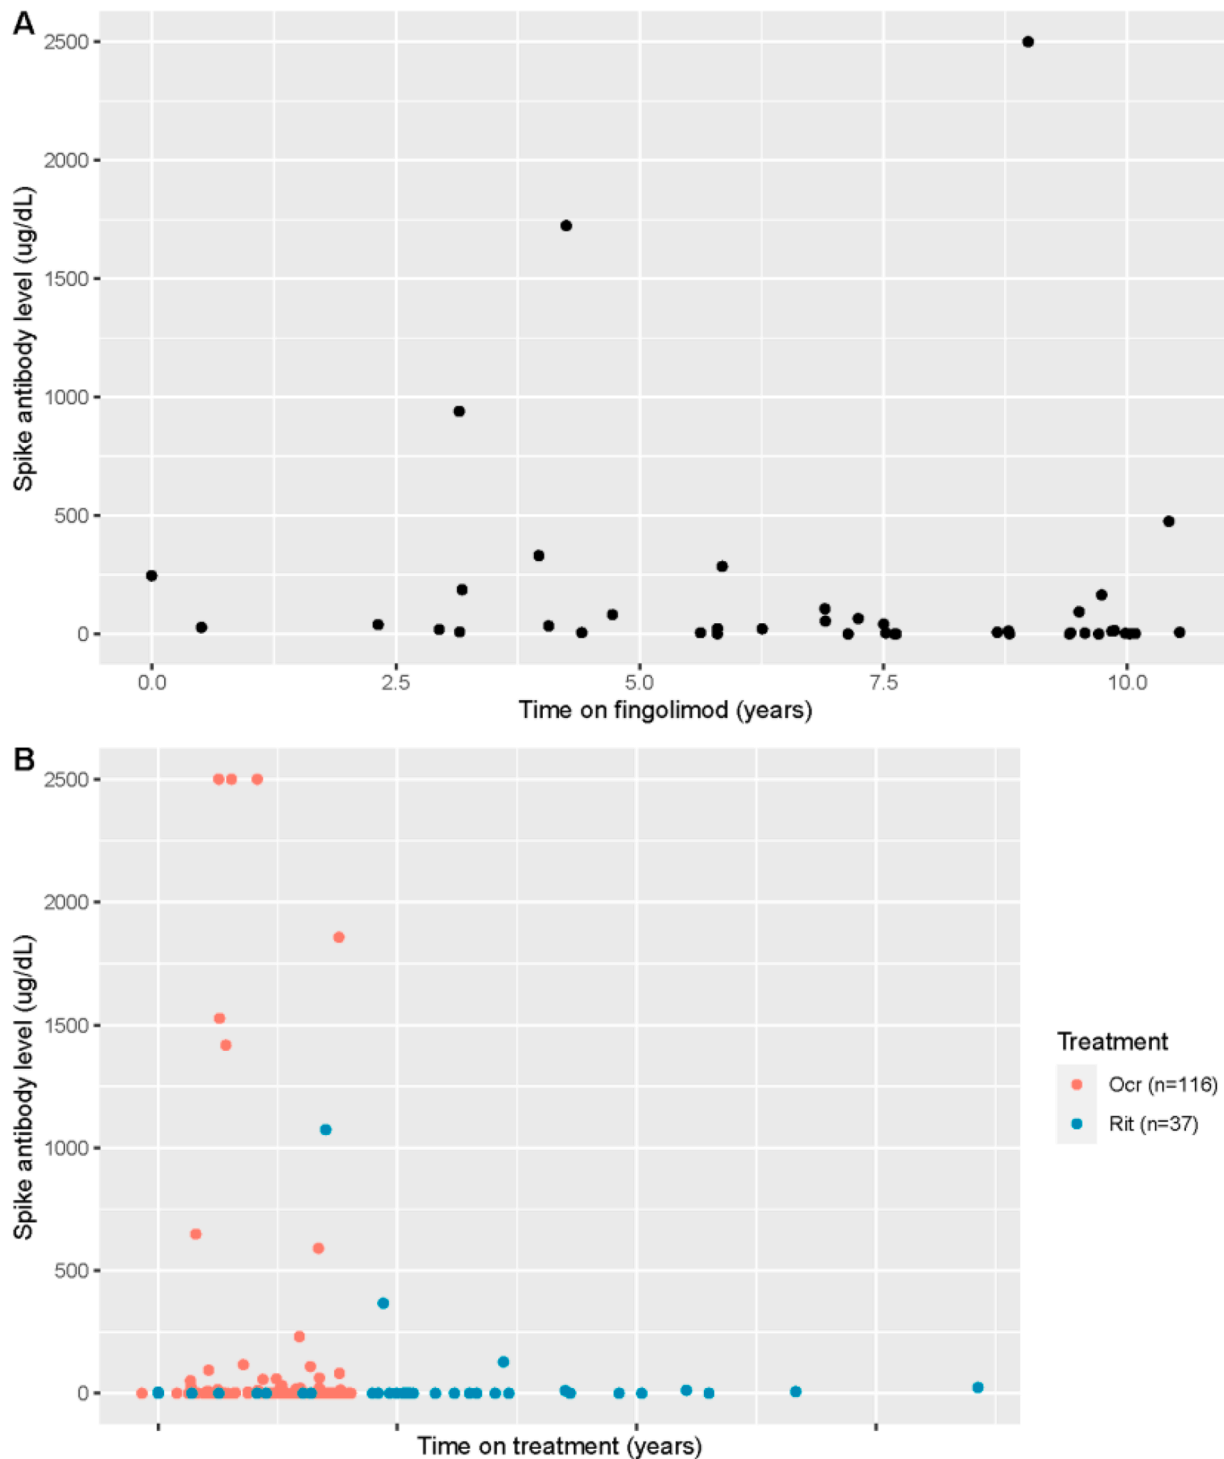 A
2500
2000
1500
1000
500
0
Spike antibody level (ug/dL)
0.0 2.5 5.0 7.5 10.0
Time on fingolimod (years)
B
2500
2000
1500
1000
500
0
Spike antibody level (ug/dL)
Time on treatment (years)
Treatment
Ocr (n=116)
Rit (n=37)